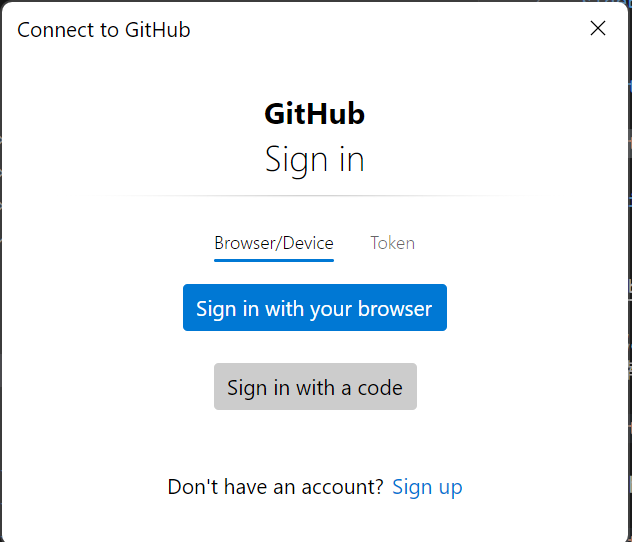 Connect to GitHub
GitHub
Sign in
Browser/Device Token
Sign in with your browser
Sign in with a code
Don't have an account? Sign up